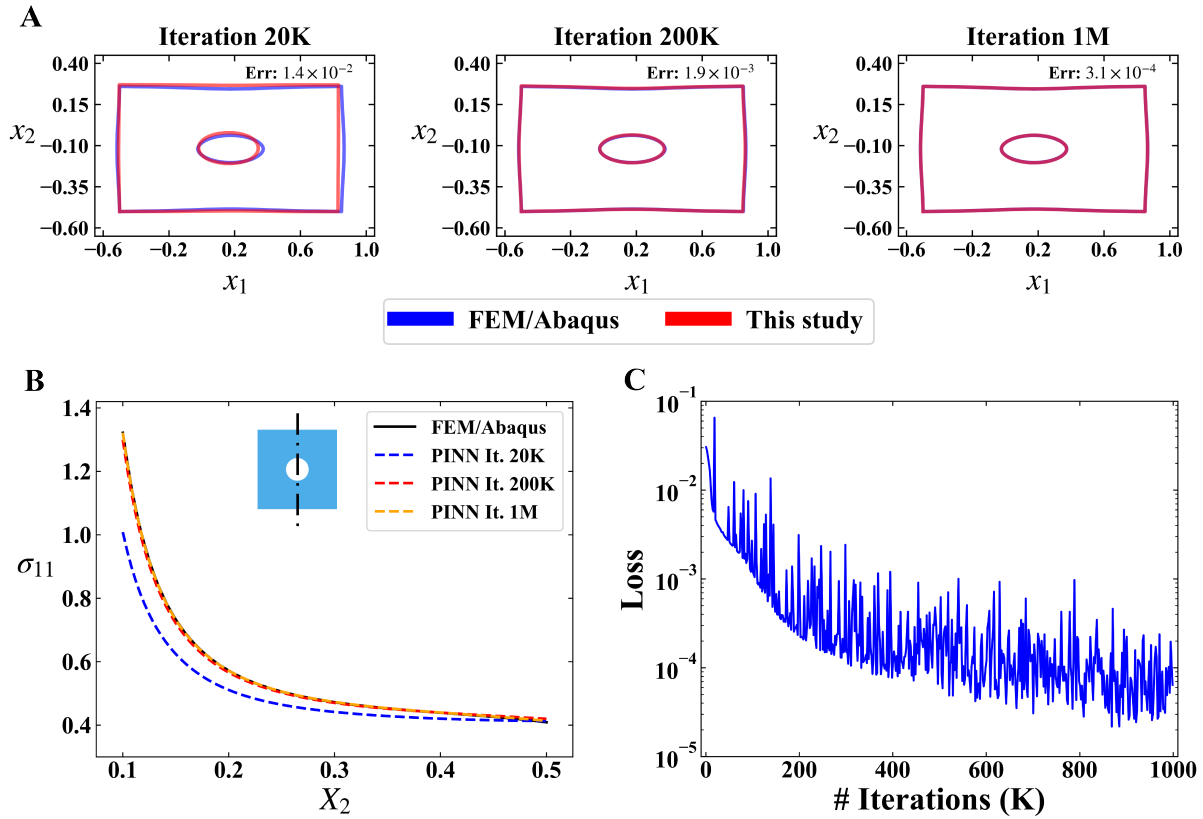 A
Iteration 20K
Iteration 200K
Iteration 1M
Err: 1.4×10⁻²
Err: 1.9×10⁻³
Err: 3.1×10⁻⁴
0.40
0.15
−0.10
−0.35
−0.60
x₂
−0.6 −0.2 0.2 0.6 1.0
x₁
0.40
0.15
−0.10
−0.35
−0.60
x₂
−0.6 −0.2 0.2 0.6 1.0
x₁
0.40
0.15
−0.10
−0.35
−0.60
x₂
−0.6 −0.2 0.2 0.6 1.0
x₁
FEM/Abaqus
This study
B
1.4
1.2
1.0
0.8
0.6
0.4
σ₁₁
FEM/Abaqus
PINN It. 20K
PINN It. 200K
PINN It. 1M
0.1 0.2 0.3 0.4 0.5
X₂
C
10⁻¹
10⁻²
10⁻³
10⁻⁴
10⁻⁵
Loss
0 200 400 600 800 1000
# Iterations (K)